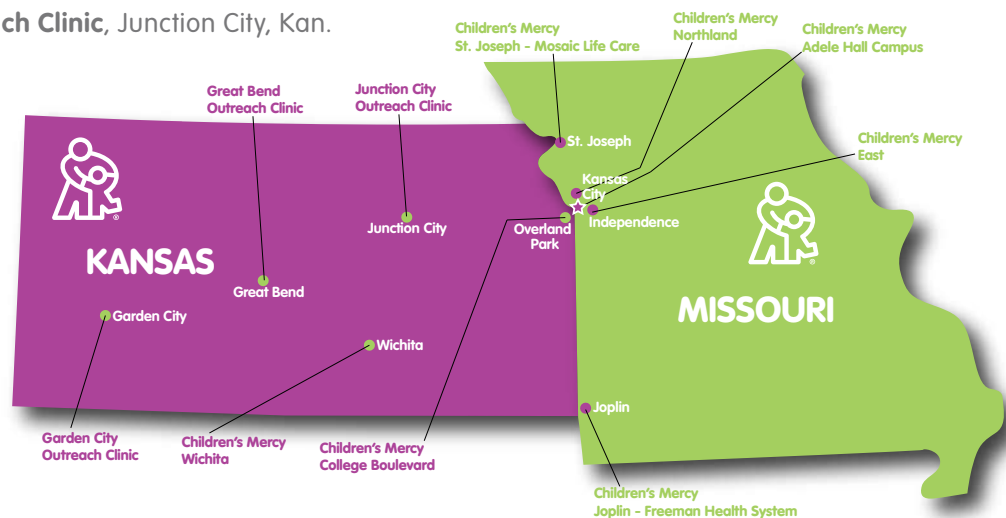 ch Clinic, Junction City, Kan.
Children's Mercy
St. Joseph - Mosaic Life Care
Children's Mercy
Northland
Children's Mercy
Adele Hall Campus
Great Bend
Outreach Clinic
Junction City
Outreach Clinic
Children's Mercy
East
St. Joseph
Kansas
City
Independence
Overland
Park
Junction City
KANSAS
Great Bend
Garden City
Wichita
MISSOURI
Joplin
Garden City
Outreach Clinic
Children's Mercy
Wichita
Children's Mercy
College Boulevard
Children's Mercy
Joplin - Freeman Health System